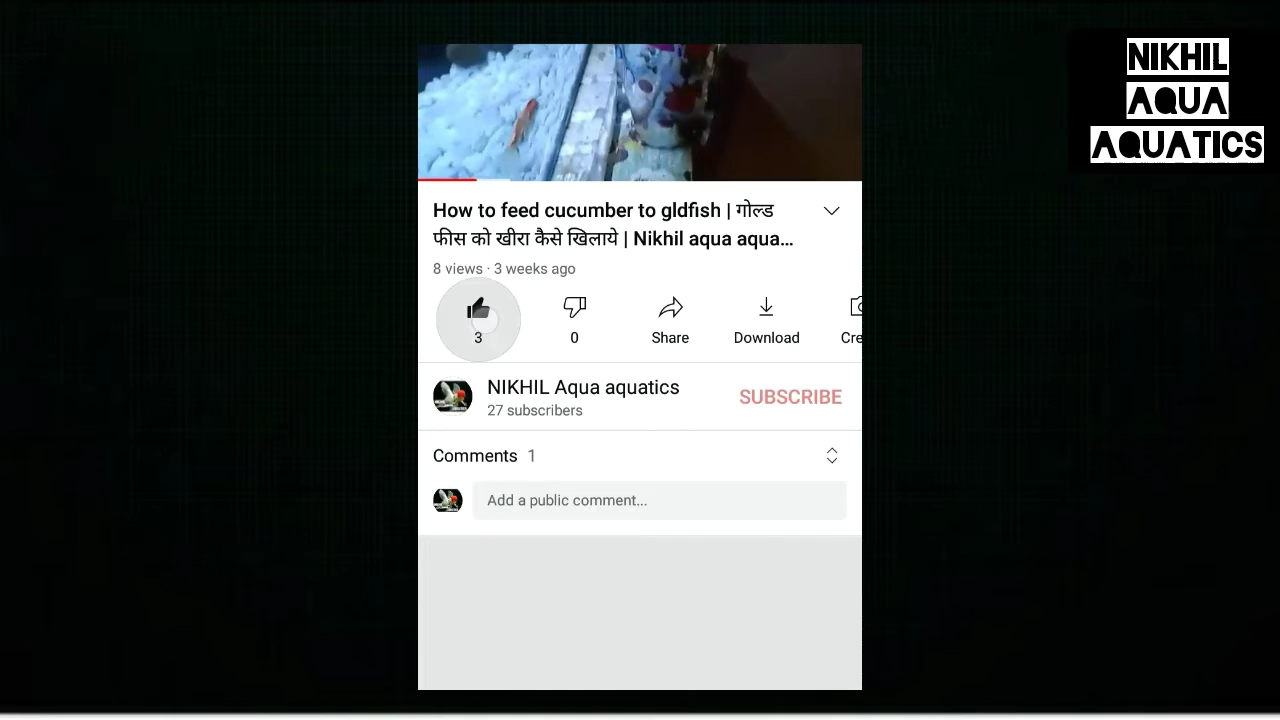 NIKHIL
AQUA
AQUATICS
How to feed cucumber to gldfish | गोल्ड
फीस को खीरा कैसे खिलाये | Nikhil aqua aqua...
8 views · 3 weeks ago
3
0
Share
Download
Cre
NIKHIL Aqua aquatics
27 subscribers
SUBSCRIBE
Comments 1
Add a public comment...